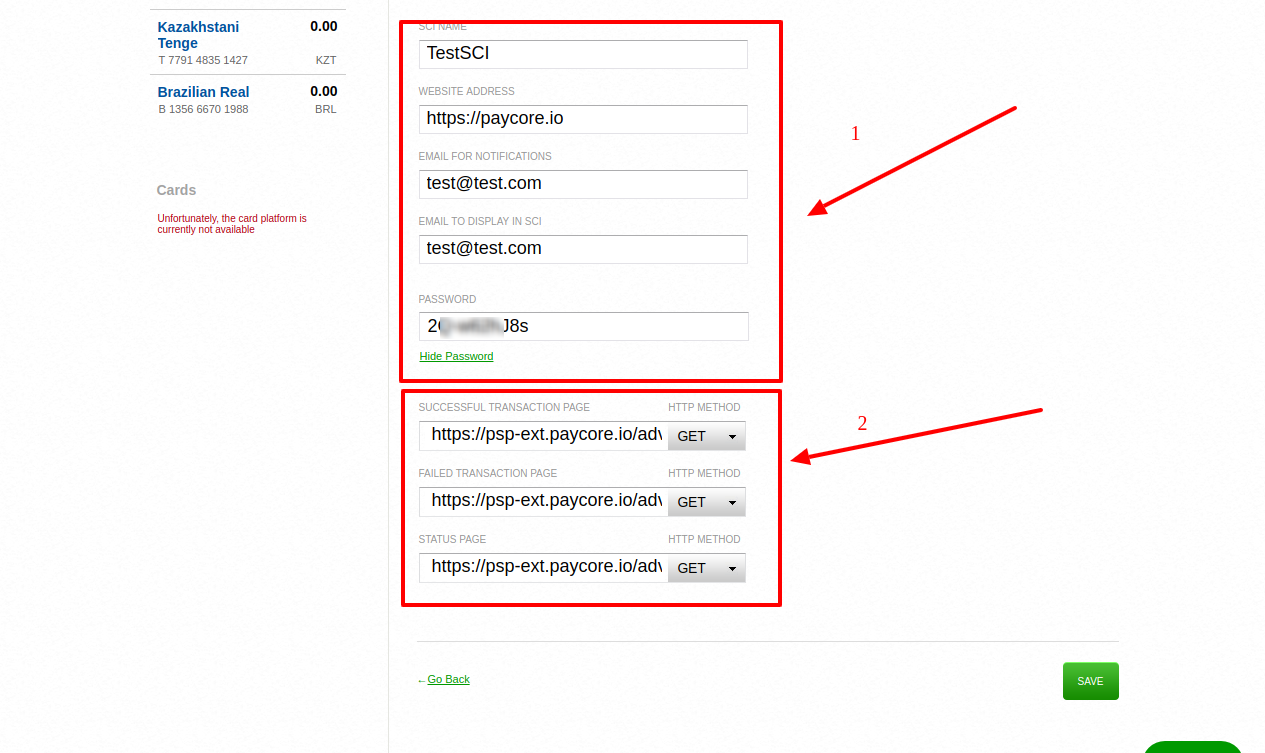 Kazakhstani 0.00
Tenge
T 7791 4835 1427 KZT
Brazilian Real 0.00
B 1356 6670 1988 BRL
Cards
Unfortunately, the card platform is
currently not available
SCI NAME
TestSCI
WEBSITE ADDRESS
https://paycore.io
EMAIL FOR NOTIFICATIONS
test@test.com
EMAIL TO DISPLAY IN SCI
test@test.com
PASSWORD
J8s
Hide Password
1
SUCCESSFUL TRANSACTION PAGE HTTP METHOD
https://psp-ext.paycore.io/adv GET
FAILED TRANSACTION PAGE HTTP METHOD
https://psp-ext.paycore.io/adv GET
STATUS PAGE HTTP METHOD
https://psp-ext.paycore.io/adv GET
2
←Go Back
SAVE